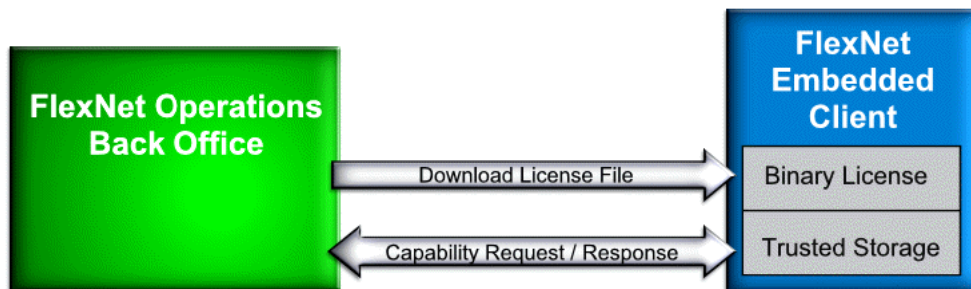 FlexNet Operations
Back Office
FlexNet
Embedded
Client
Download License File
Binary License
Capability Request / Response
Trusted Storage